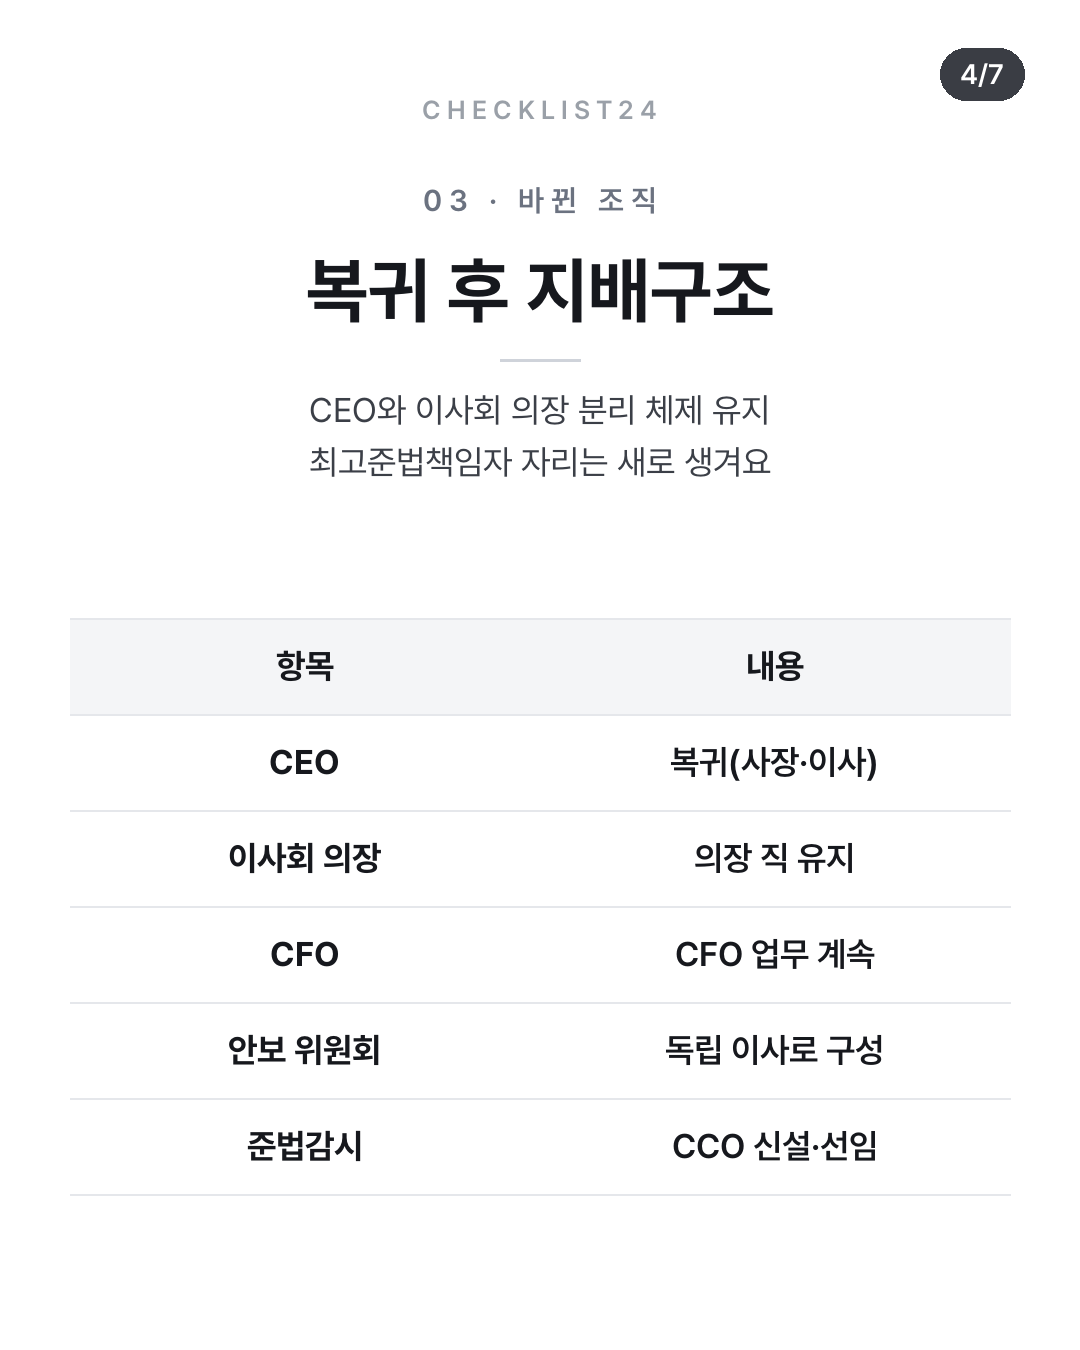 4/7
CHECKLIST24
03 · 바뀐 조직
복귀 후 지배구조
CEO와 이사회 의장 분리 체제 유지
최고준법책임자 자리는 새로 생겨요
항목 내용
CEO 복귀(사장·이사)
이사회 의장 의장 직 유지
CFO CFO 업무 계속
안보 위원회 독립 이사로 구성
준법감시 CCO 신설·선임